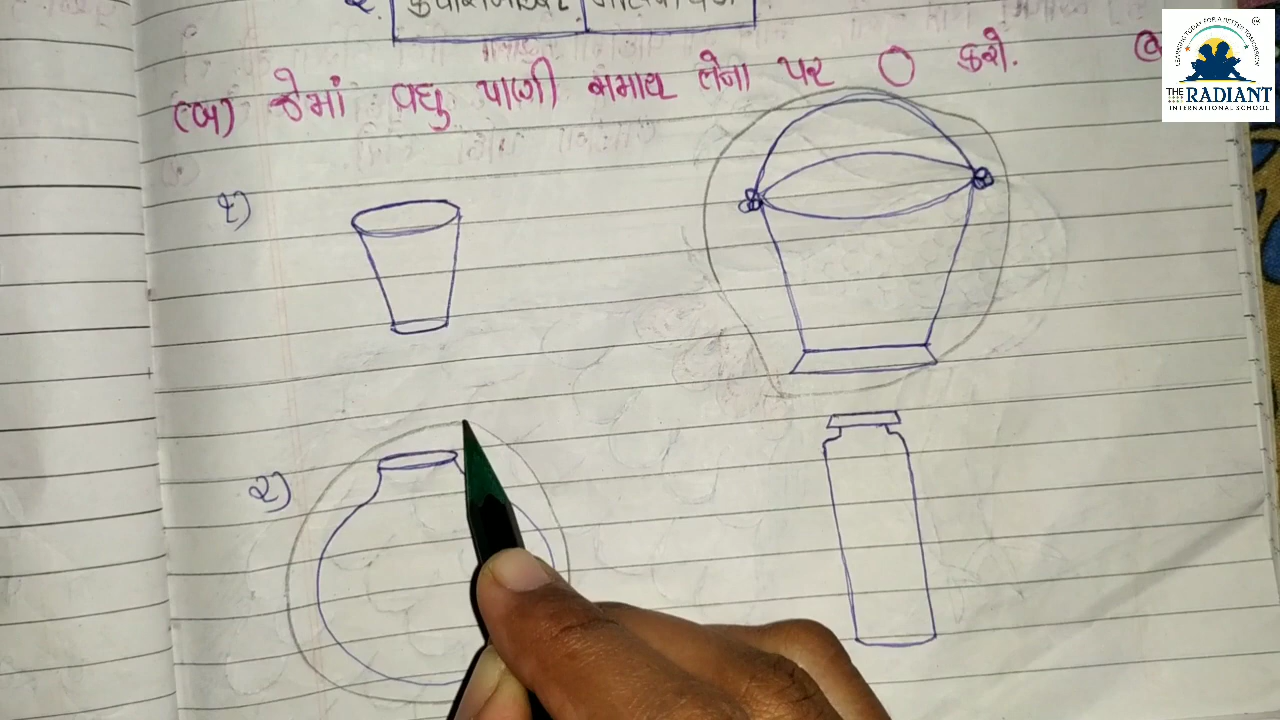 (બ) જેમાં વધુ પાણી સમાય તેના પર ○ કરો.
૧)
૨)
THE RADIANT
INTERNATIONAL SCHOOL